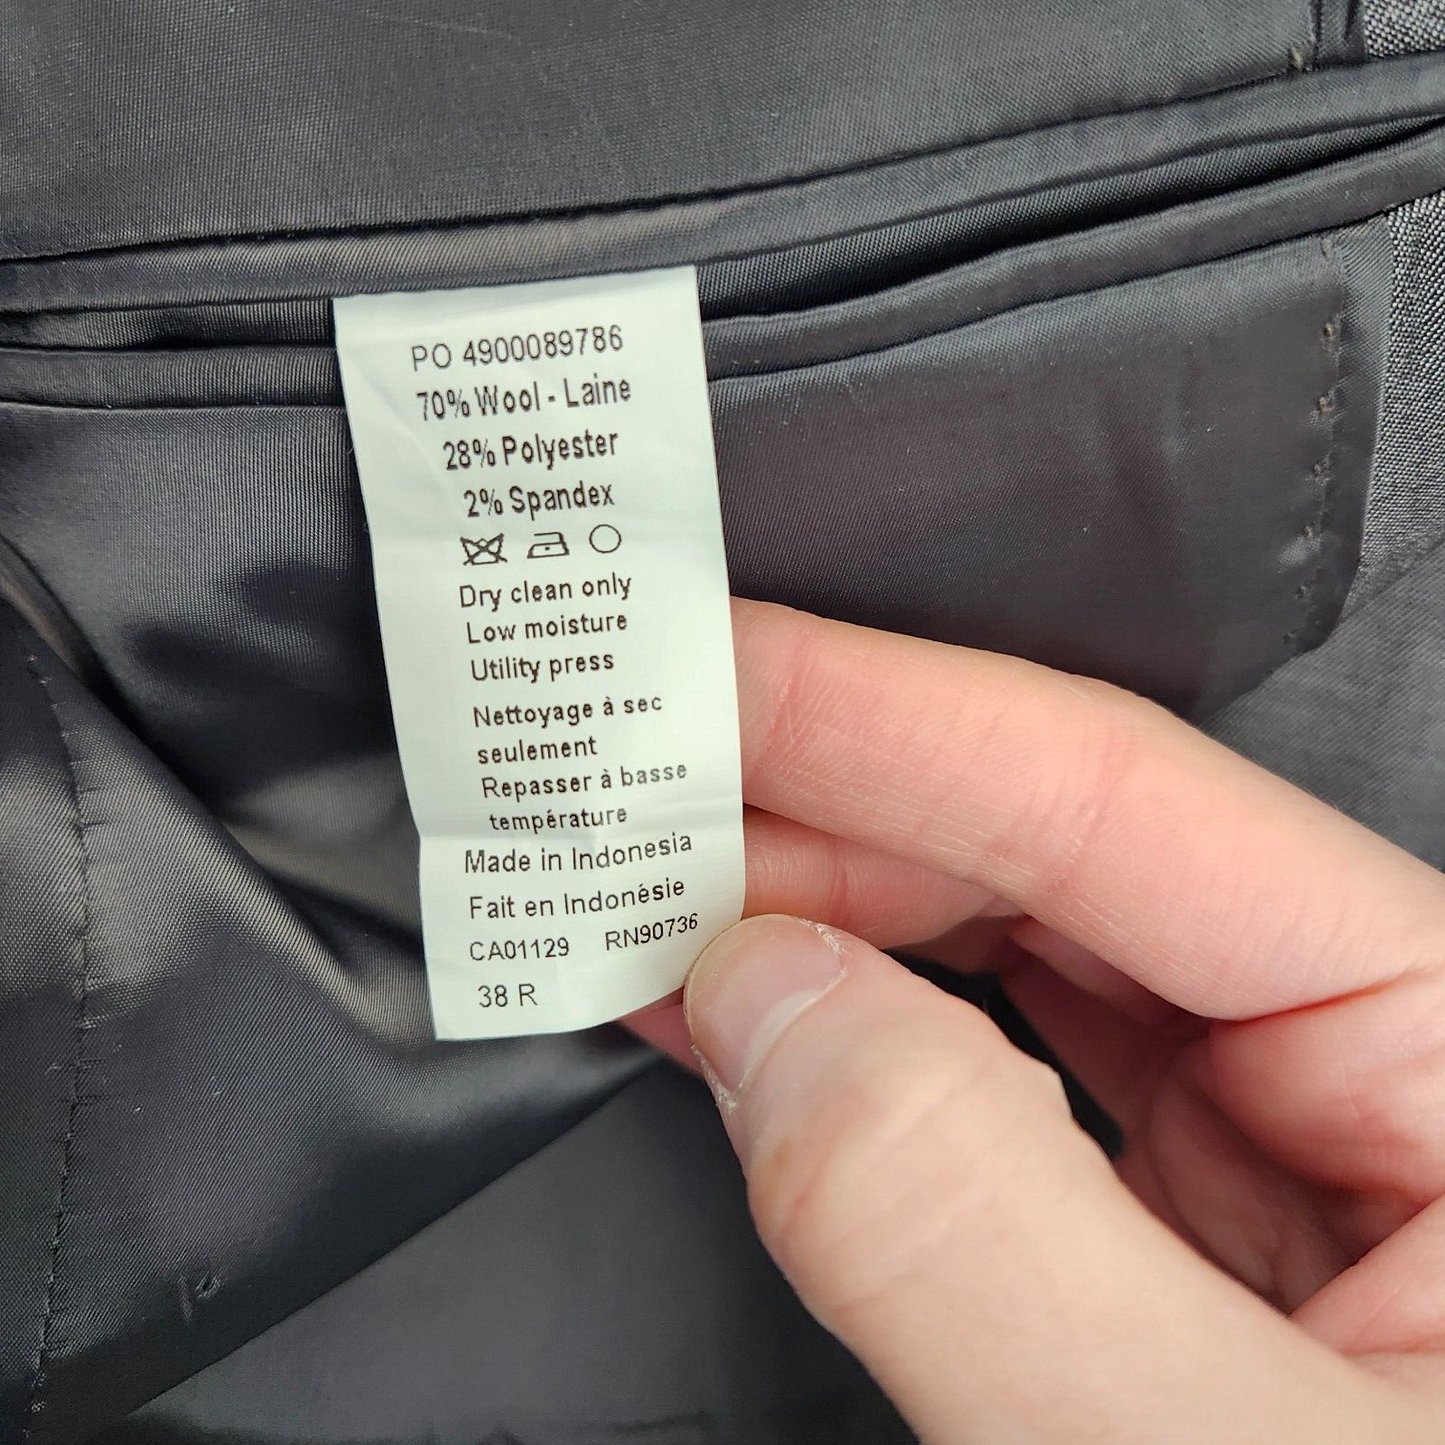 PO 4900089786
70% Wool - Laine
28% Polyester
2% Spandex
Dry clean only
Low moisture
Utility press
Nettoyage à sec
seulement
Repasser à basse
température
Made in Indonesia
Fait en Indonésie
CA01129 RN90736
38 R